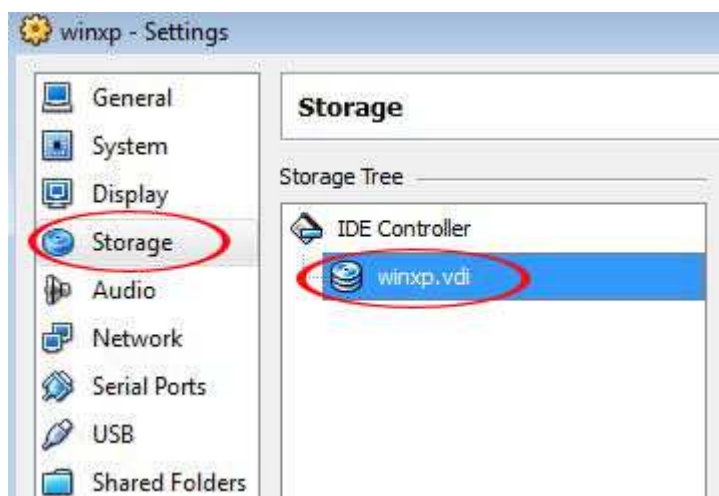 winxp - Settings
General
System
Display
Storage
Audio
Network
Serial Ports
USB
Shared Folders
Storage
Storage Tree
IDE Controller
winxp.vdi